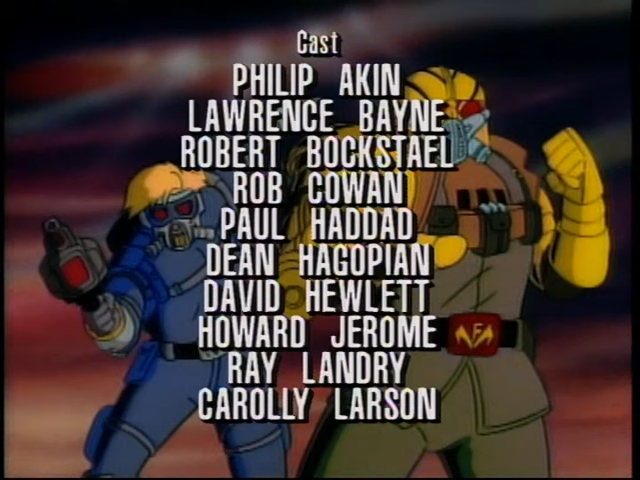 Cast
PHILIP AKIN
LAWRENCE BAYNE
ROBERT BOCKSTAEL
ROB COWAN
PAUL HADDAD
DEAN HAGOPIAN
DAVID HEWLETT
HOWARD JEROME
RAY LANDRY
CAROLLY LARSON
F